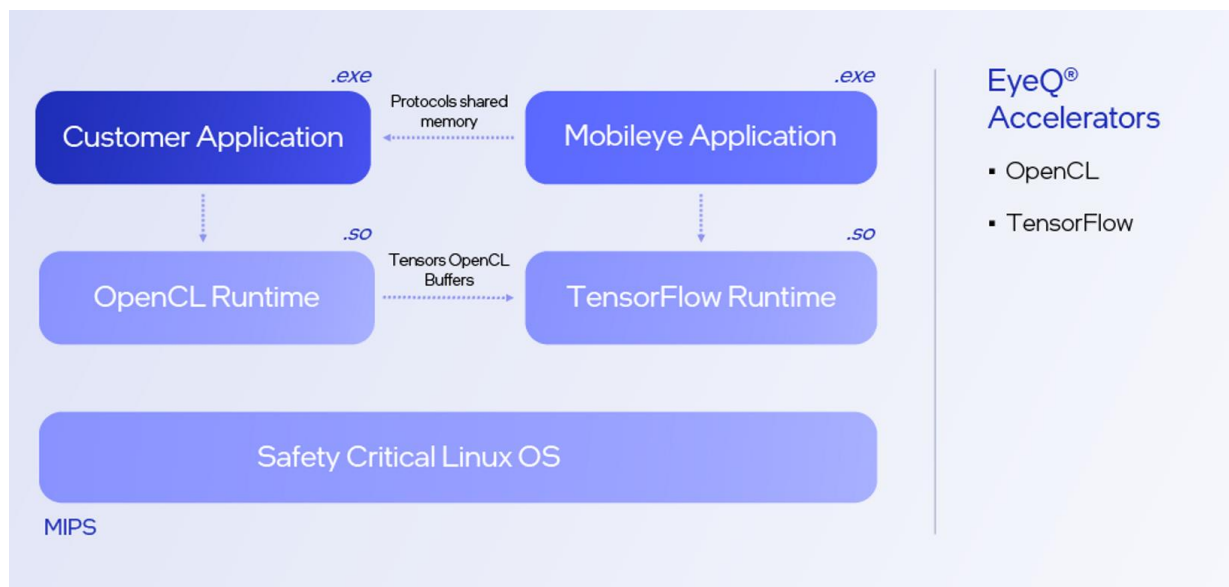 .exe
.exe
EyeQ®
Accelerators
Customer Application
Protocols shared
memory
Mobileye Application
▪ OpenCL
▪ TensorFlow
.so
.so
OpenCL Runtime
Tensors OpenCL
Buffers
TensorFlow Runtime
Safety Critical Linux OS
MIPS